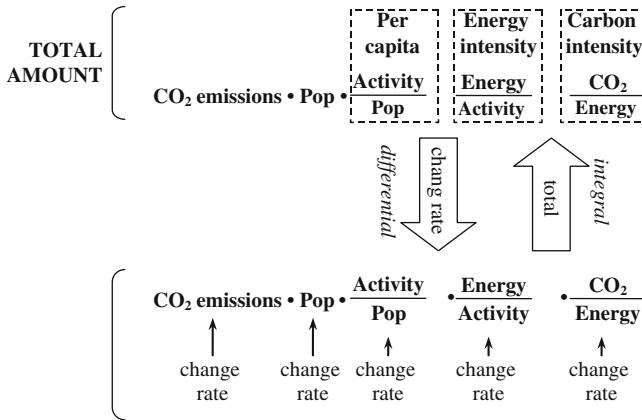 Per capita
Energy intensity
Carbon intensity
TOTAL AMOUNT
CO₂ emissions • Pop • Activity/Pop Energy/Activity CO₂/Energy
differential
chang rate
total
integral
CO₂ emissions • Pop • Activity/Pop • Energy/Activity • CO₂/Energy
change rate
change rate
change rate
change rate
change rate